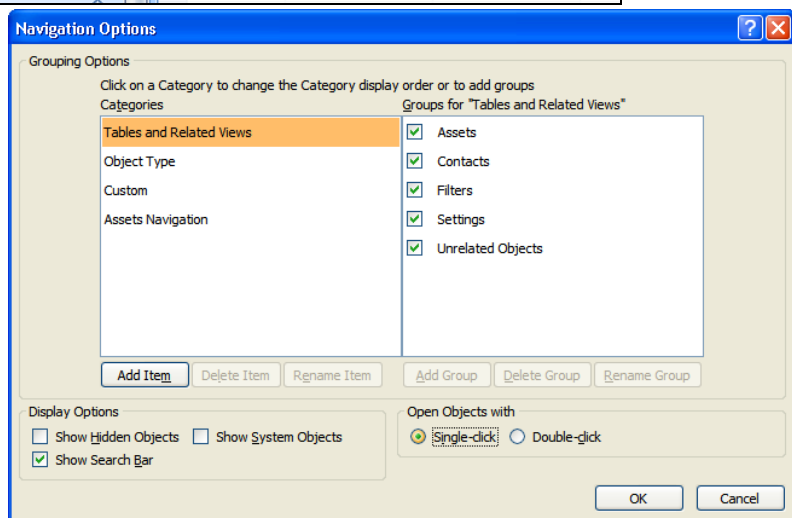 Navigation Options
Grouping Options
Click on a Category to change the Category display order or to add groups
Categories
Groups for "Tables and Related Views"
Tables and Related Views
Object Type
Custom
Assets Navigation
Assets
Contacts
Filters
Settings
Unrelated Objects
Add Item Delete Item Rename Item Add Group Delete Group Rename Group
Display Options
Show Hidden Objects Show System Objects
Show Search Bar
Open Objects with
Single-click Double-click
OK Cancel